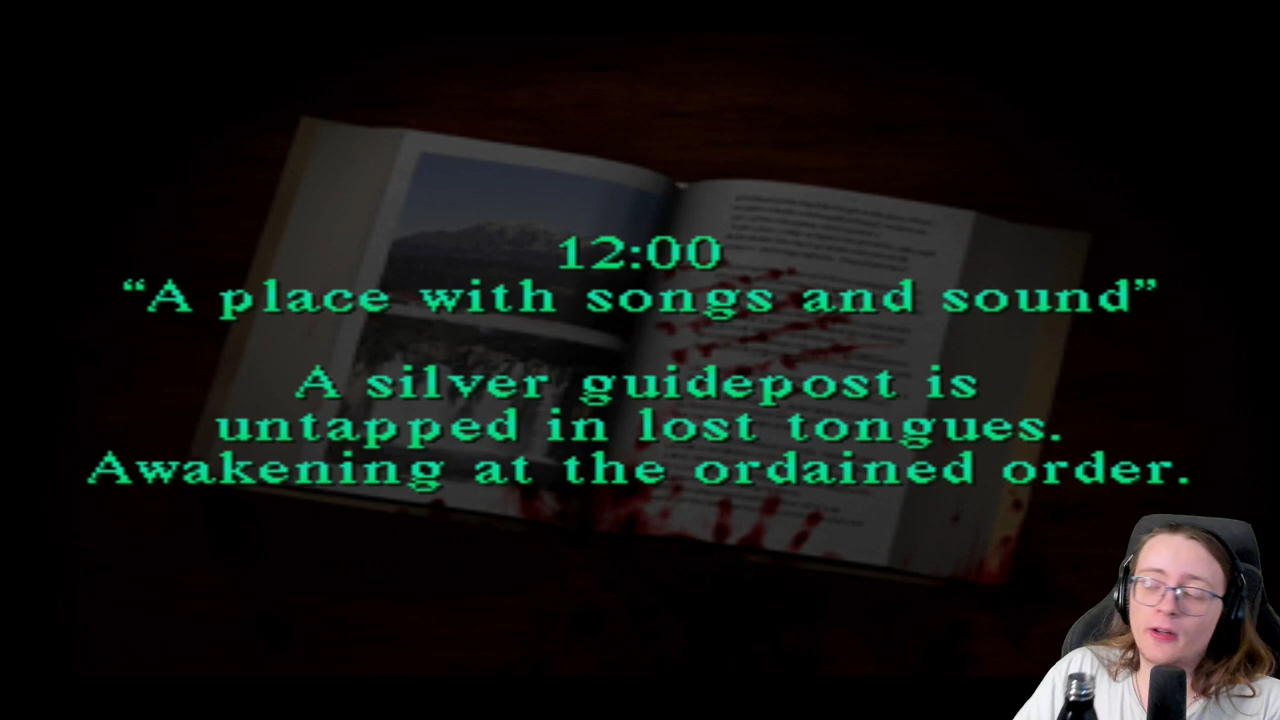 12:00
“A place with songs and sound”
A silver guidepost is
untapped in lost tongues.
Awakening at the ordained order.